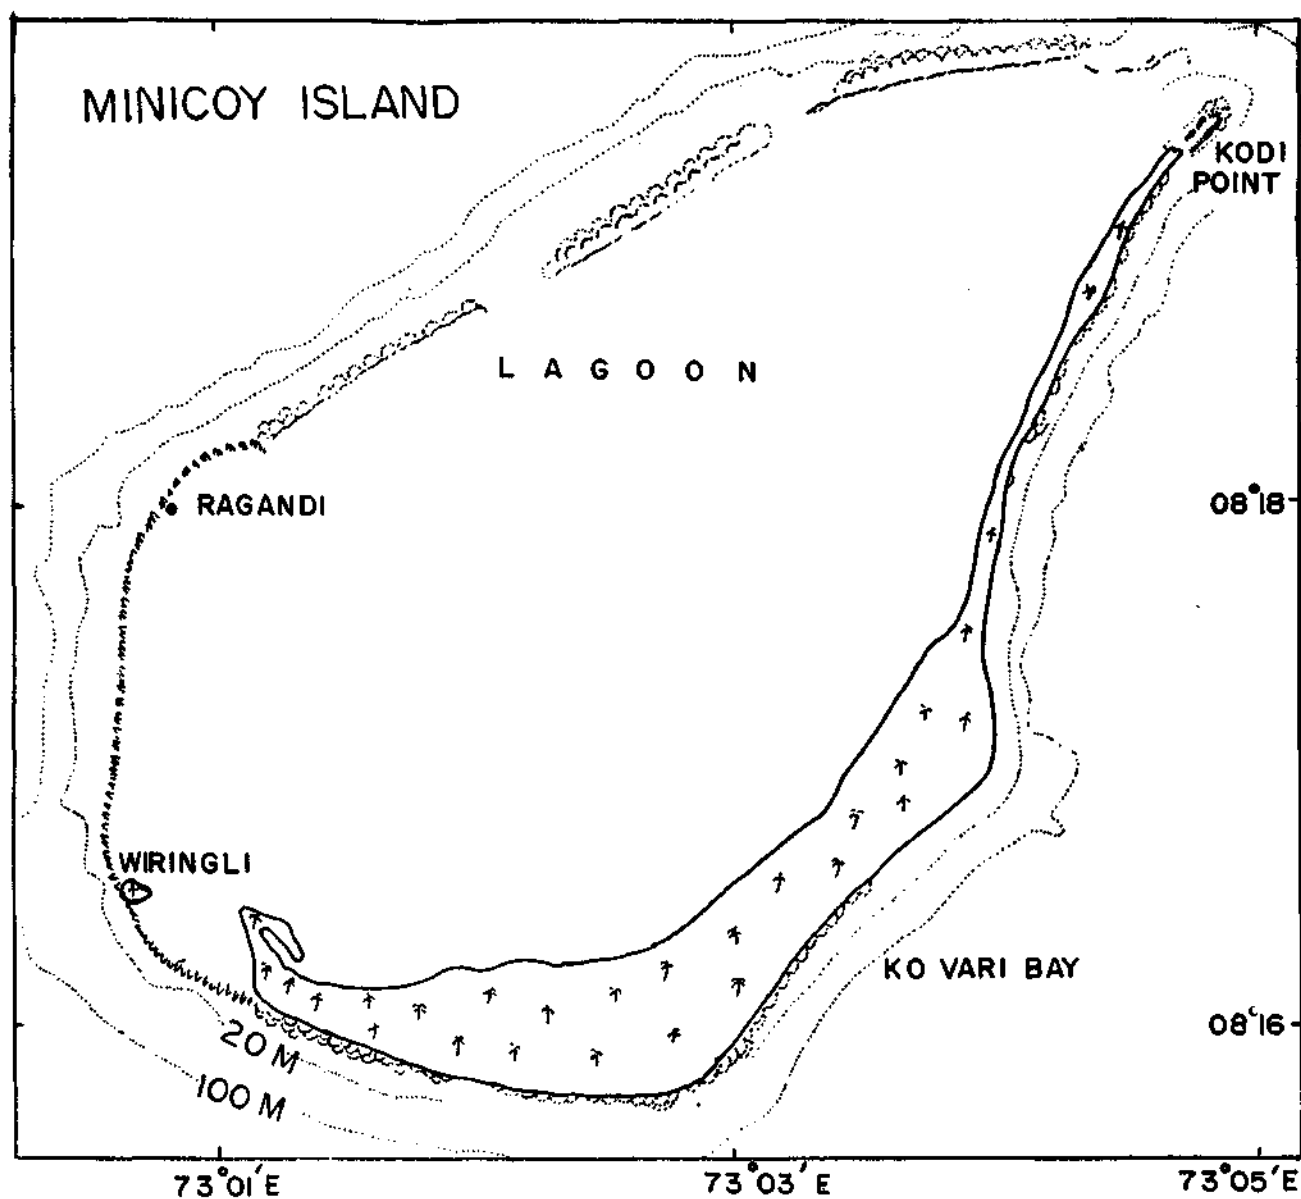 MINICOY ISLAND
KODI
POINT
LAGOON
RAGANDI
08°18
WIRINGLI
KO VARI BAY
08°16
20 M
100 M
73°01'E
73°03'E
73°05'E